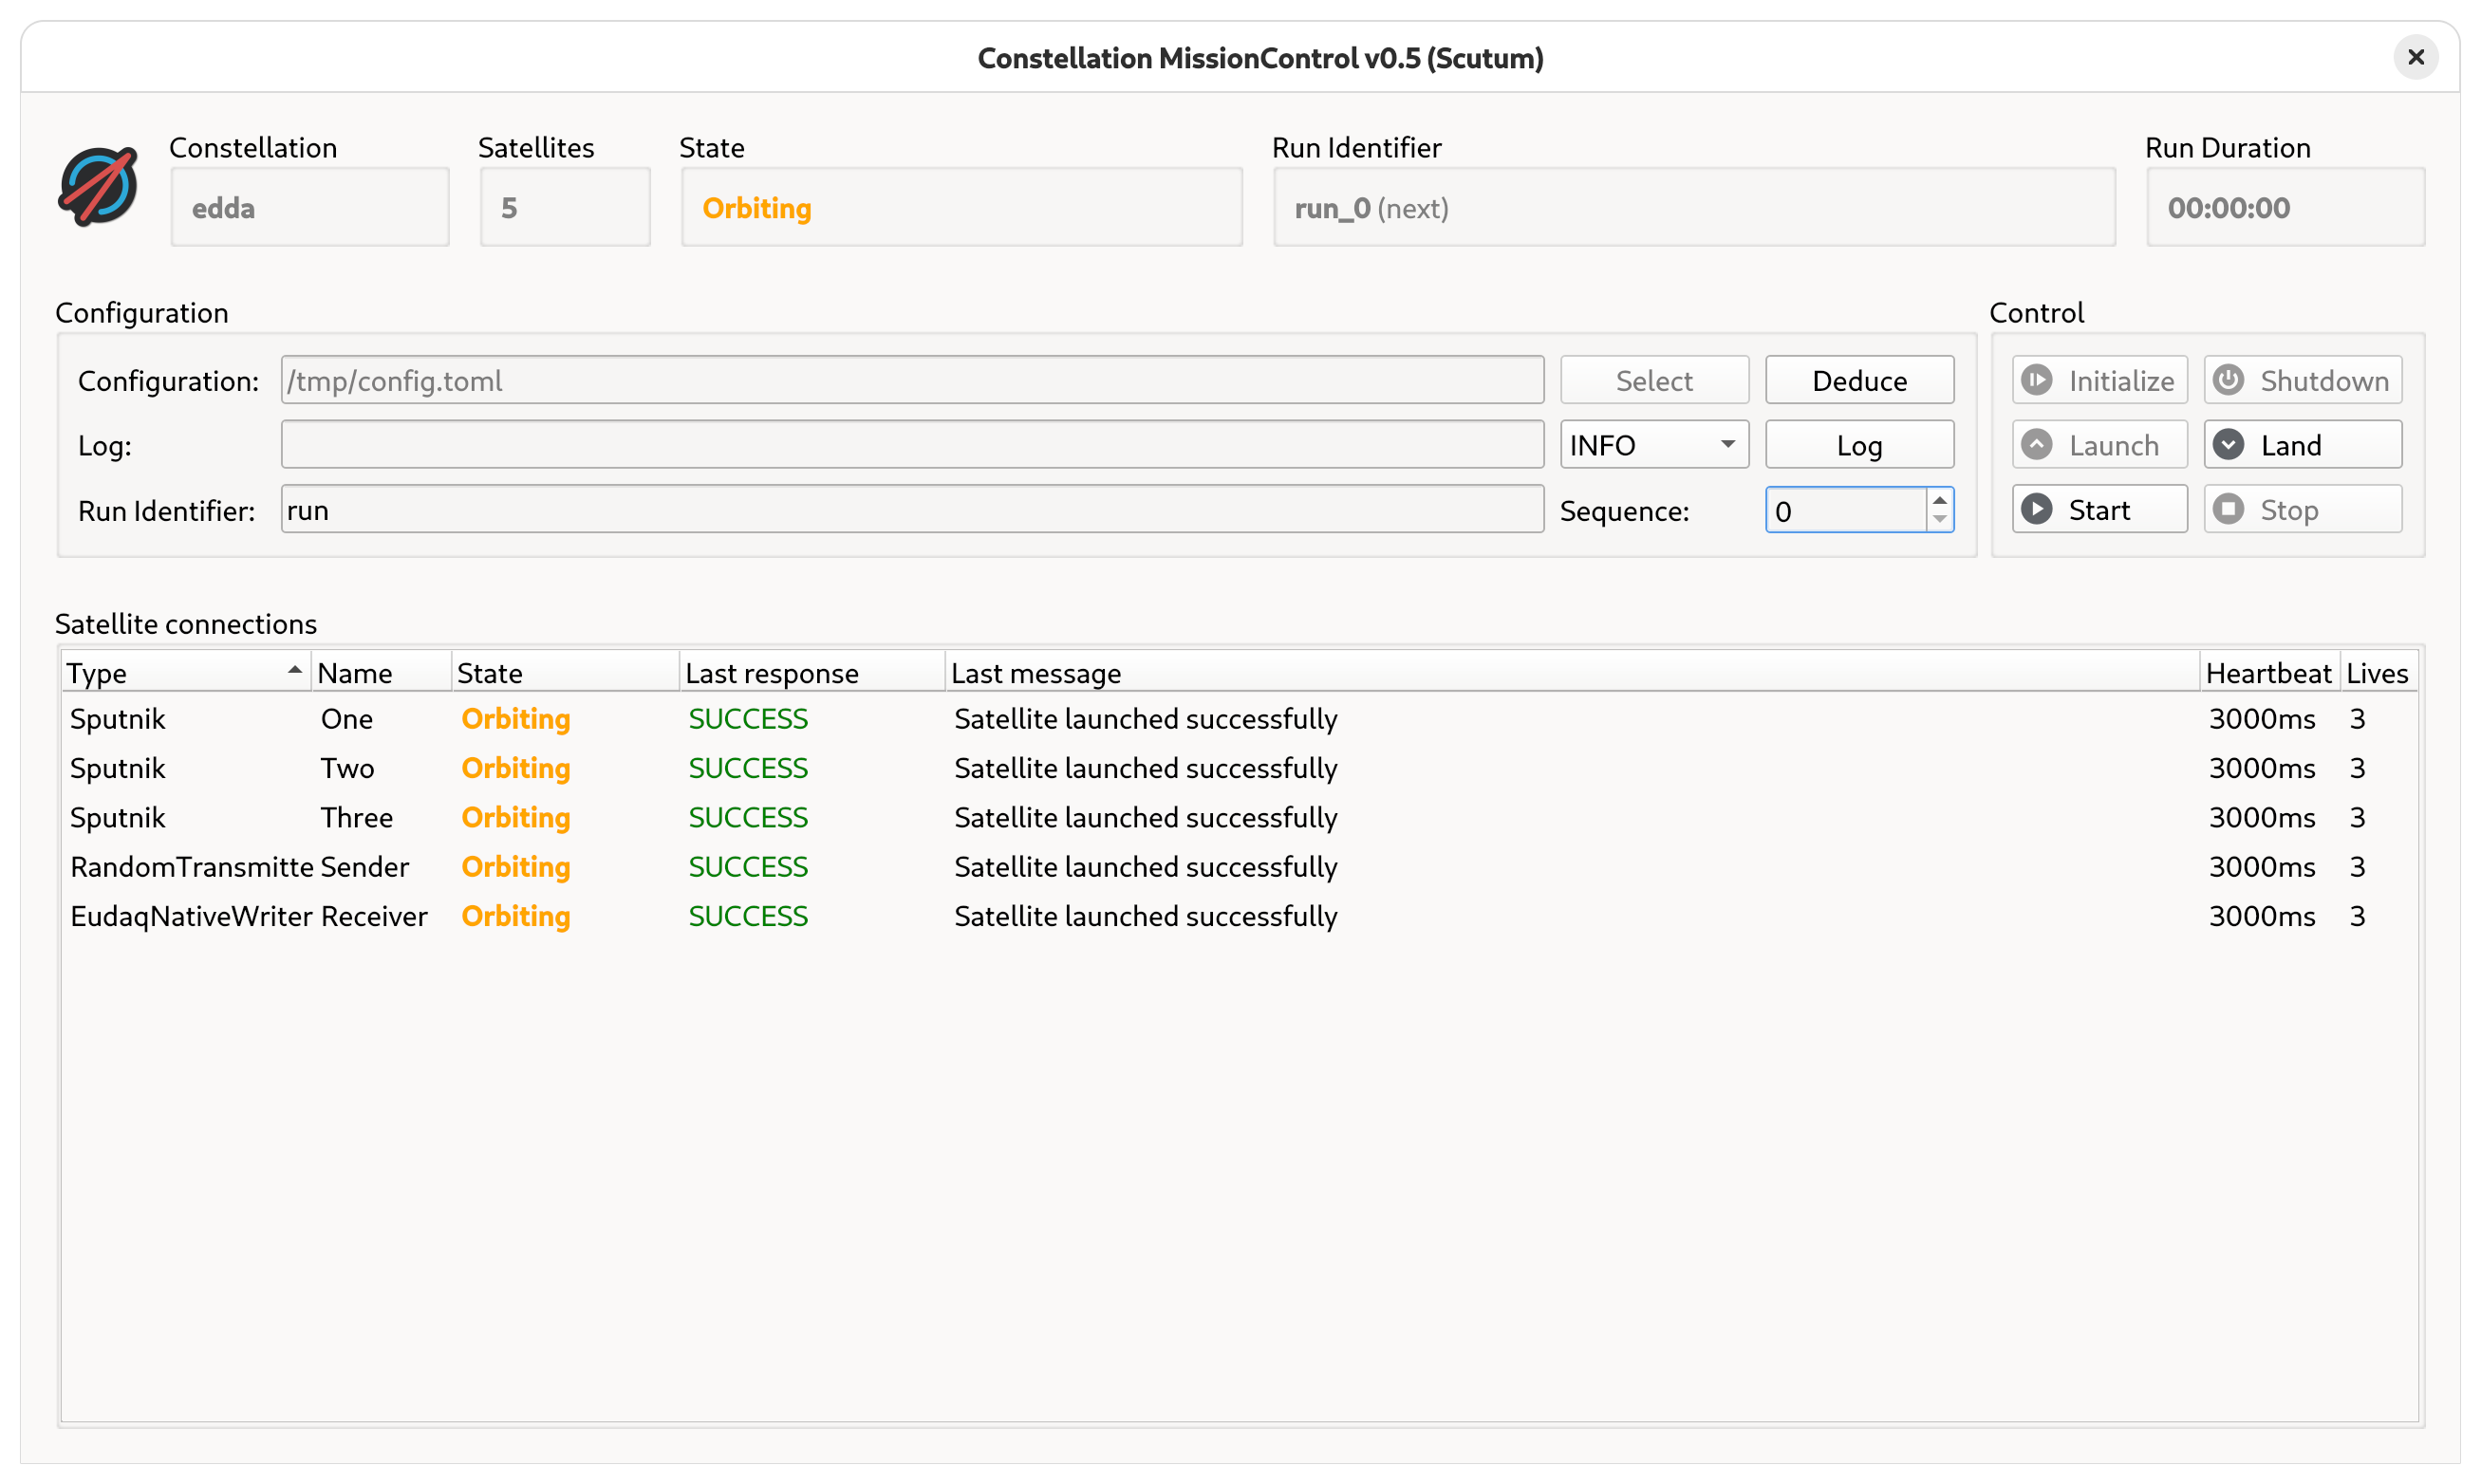 Constellation MissionControl v0.5 (Scutum)
Constellation Satellites State Run Identifier Run Duration
edda 5 Orbiting run_0 (next) 00:00:00
Configuration Control
Configuration: /tmp/config.toml Select Deduce Initialize Shutdown
Log: INFO Log Launch Land
Run Identifier: run Sequence: 0 Start Stop
Satellite connections
Type Name State Last response Last message Heartbeat Lives
Sputnik One Orbiting SUCCESS Satellite launched successfully 3000ms 3
Sputnik Two Orbiting SUCCESS Satellite launched successfully 3000ms 3
Sputnik Three Orbiting SUCCESS Satellite launched successfully 3000ms 3
RandomTransmitte Sender Orbiting SUCCESS Satellite launched successfully 3000ms 3
EudaqNativeWriter Receiver Orbiting SUCCESS Satellite launched successfully 3000ms 3